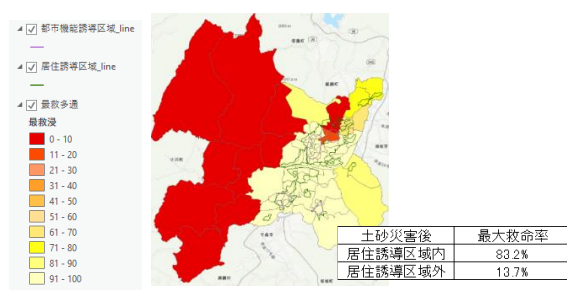 都市機能誘導区域_line
居住誘導区域_line
最救多通
最救浸
0 - 10
11 - 20
21 - 30
31 - 40
41 - 50
51 - 60
61 - 70
71 - 80
81 - 90
91 - 100
土砂災害後 最大救命率
居住誘導区域内 83.2%
居住誘導区域外 13.7%